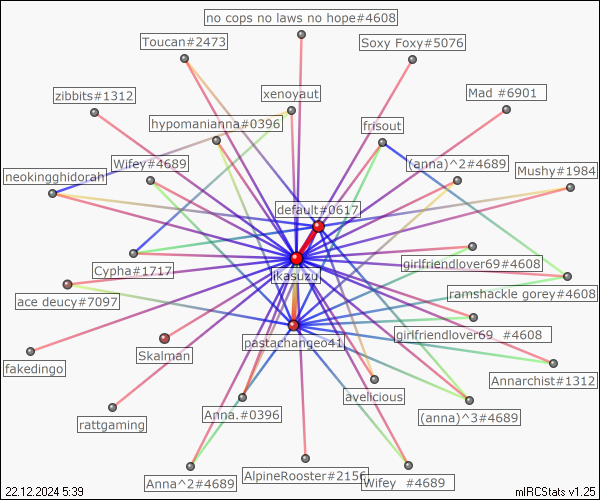 no cops no laws no hope#4608
Toucan#2473
Soxy Foxy#5076
zibbits#1312
xenoyaut
Mad #6901
hypomanianna#0396
frisout
neokingghidorah
Wifey#4689
(anna)^2#4689
Mushy#1984
default#0617
Cypha#1717
ikasuzu
girlfriendlover69#4608
ace deucy#7097
ramshackle gorey#4608
Skalman
pastachangeo41
girlfriendlover69 #4608
fakedingo
Annarchist#1312
avelicious
rattgaming
Anna.#0396
(anna)^3#4689
Anna^2#4689
AlpineRooster#2156
Wifey #4689
22.12.2024 5:39
mIRCStats v1.25